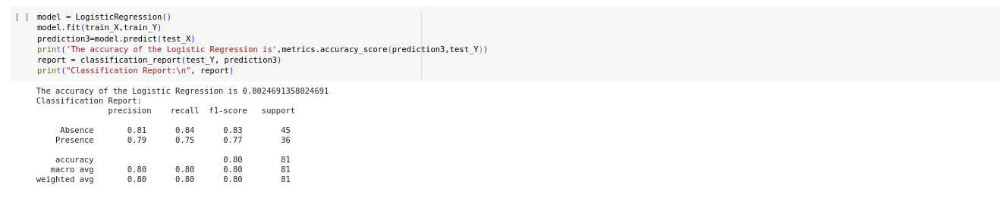 [ ] model = LogisticRegression()
model.fit(train_X,train_Y)
prediction3=model.predict(test_X)
print('The accuracy of the Logistic Regression is',metrics.accuracy_score(prediction3,test_Y))
report = classification_report(test_Y, prediction3)
print("Classification Report:\n", report)
The accuracy of the Logistic Regression is 0.8024691358024691
Classification Report:
precision recall f1-score support
Absence 0.81 0.84 0.83 45
Presence 0.79 0.75 0.77 36
accuracy 0.80 81
macro avg 0.80 0.80 0.80 81
weighted avg 0.80 0.80 0.80 81